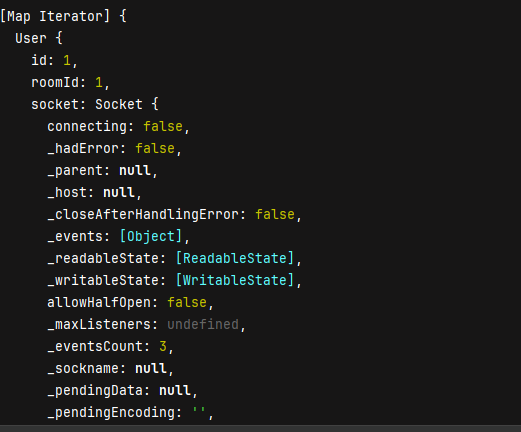 [Map Iterator] {
  User {
    id: 1,
    roomId: 1,
    socket: Socket {
      connecting: false,
      _hadError: false,
      _parent: null,
      _host: null,
      _closeAfterHandlingError: false,
      _events: [Object],
      _readableState: [ReadableState],
      _writableState: [WritableState],
      allowHalfOpen: false,
      _maxListeners: undefined,
      _eventsCount: 3,
      _sockname: null,
      _pendingData: null,
      _pendingEncoding: '',